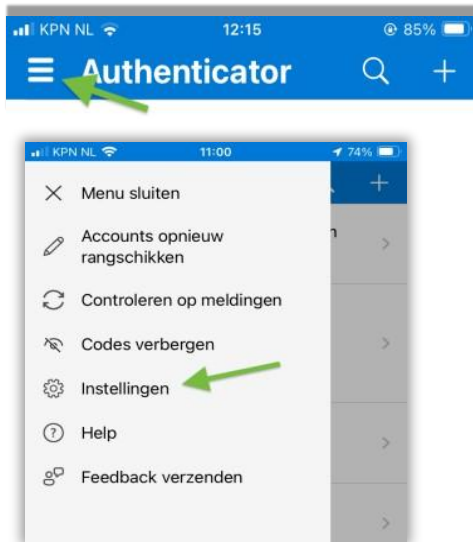 KPN NL 12:15 85%
Authenticator
KPN NL 11:00 74%
Menu sluiten
Accounts opnieuw
rangschikken
Controleren op meldingen
Codes verbergen
Instellingen
Help
Feedback verzenden